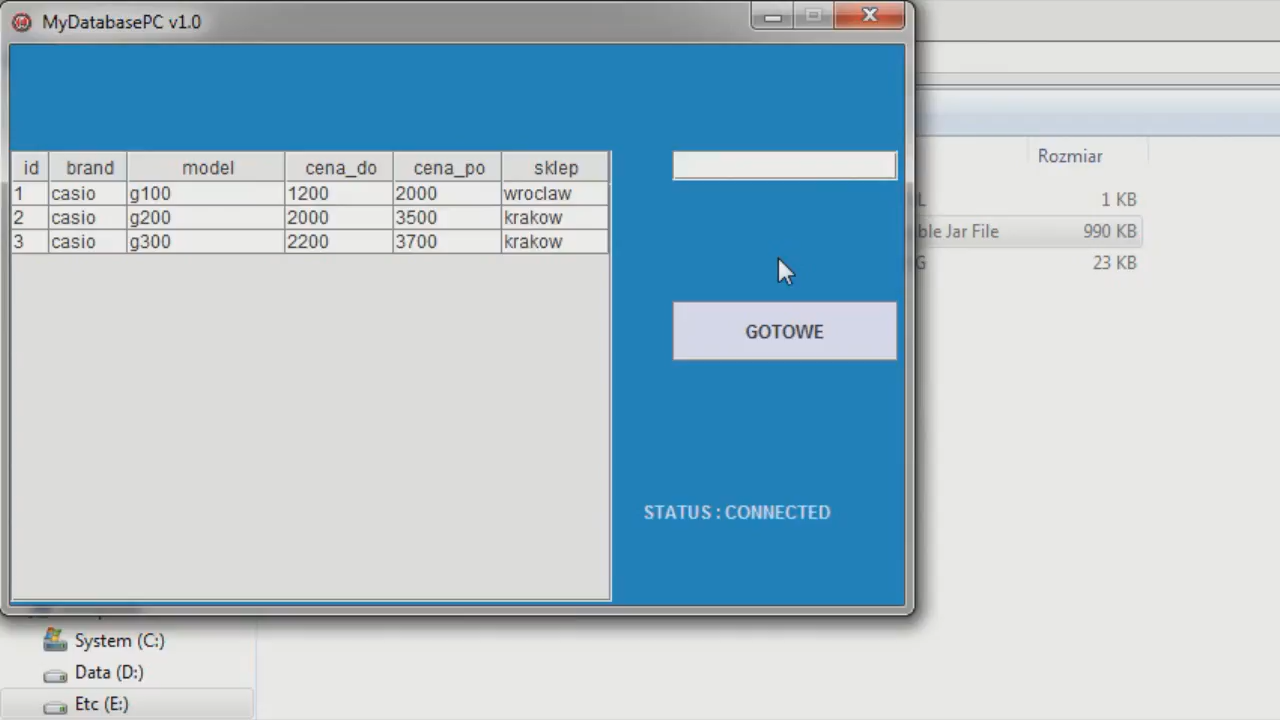 MyDatabasePC v1.0
id brand model cena_do cena_po sklep
1 casio g100 1200 2000 wroclaw
2 casio g200 2000 3500 krakow
3 casio g300 2200 3700 krakow
GOTOWE
STATUS : CONNECTED
Rozmiar
L 1 KB
ble Jar File 990 KB
G 23 KB
System (C:)
Data (D:)
Etc (E:)